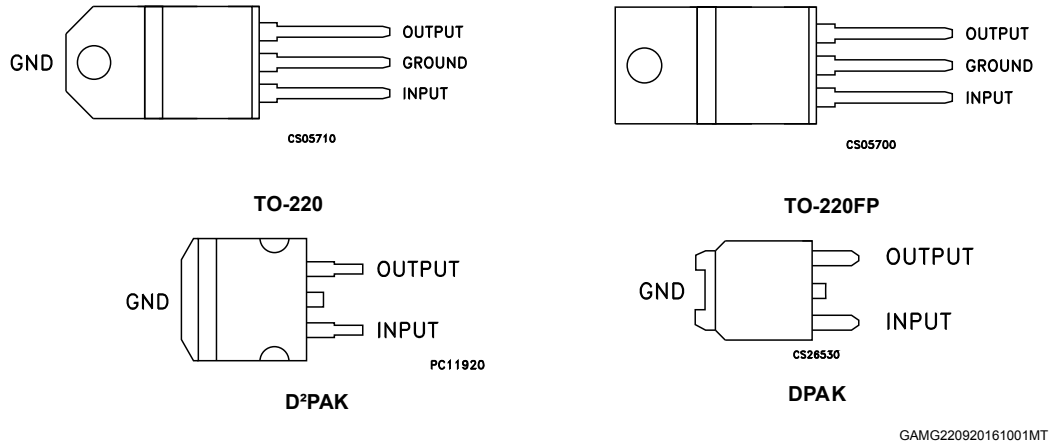 GND
OUTPUT
GROUND
INPUT
CS05710
TO-220
OUTPUT
GROUND
INPUT
CS05700
TO-220FP
GND
OUTPUT
INPUT
PC11920
D²PAK
GND
OUTPUT
INPUT
CS26530
DPAK
GAMG220920161001MT